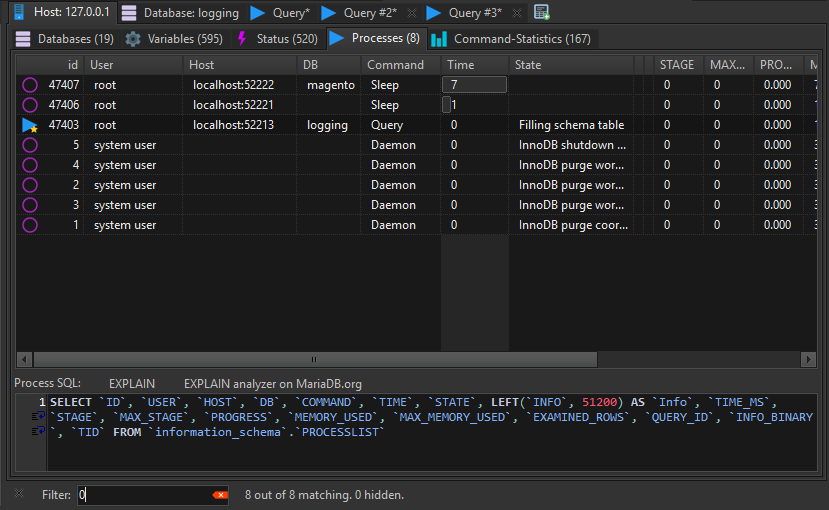 Host: 127.0.0.1 Database: logging Query* Query #2* Query #3*
Databases (19) Variables (595) Status (520) Processes (8) Command-Statistics (167)
id User Host DB Command Time State STAGE MAX... PRO... M
47407 root localhost:52222 magento Sleep 7 0 0 0.000 7
47406 root localhost:52221 Sleep 1 0 0 0.000 1
47403 root localhost:52213 logging Query 0 Filling schema table 0 0 0.000 1
5 system user Daemon 0 InnoDB shutdown ... 0 0 0.000 3
4 system user Daemon 0 InnoDB purge wor... 0 0 0.000 3
2 system user Daemon 0 InnoDB purge wor... 0 0 0.000 3
3 system user Daemon 0 InnoDB purge wor... 0 0 0.000 3
1 system user Daemon 0 InnoDB purge coor... 0 0 0.000 3
Process SQL: EXPLAIN EXPLAIN analyzer on MariaDB.org
1 SELECT `ID`, `USER`, `HOST`, `DB`, `COMMAND`, `TIME`, `STATE`, LEFT(`INFO`, 51200) AS `Info`, `TIME_MS`,
`STAGE`, `MAX_STAGE`, `PROGRESS`, `MEMORY_USED`, `MAX_MEMORY_USED`, `EXAMINED_ROWS`, `QUERY_ID`, `INFO_BINARY
`, `TID` FROM `information_schema`.`PROCESSLIST`
Filter: 0 8 out of 8 matching. 0 hidden.